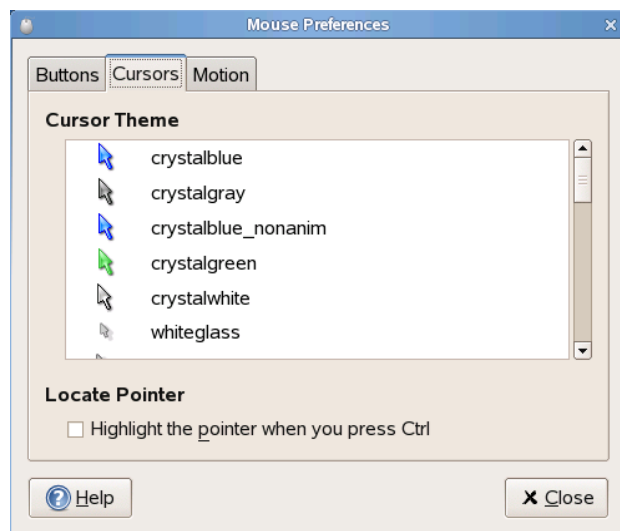 Mouse Preferences
Buttons Cursors Motion
Cursor Theme
crystalblue
crystalgray
crystalblue_nonanim
crystalgreen
crystalwhite
whiteglass
Locate Pointer
Highlight the pointer when you press Ctrl
Help Close